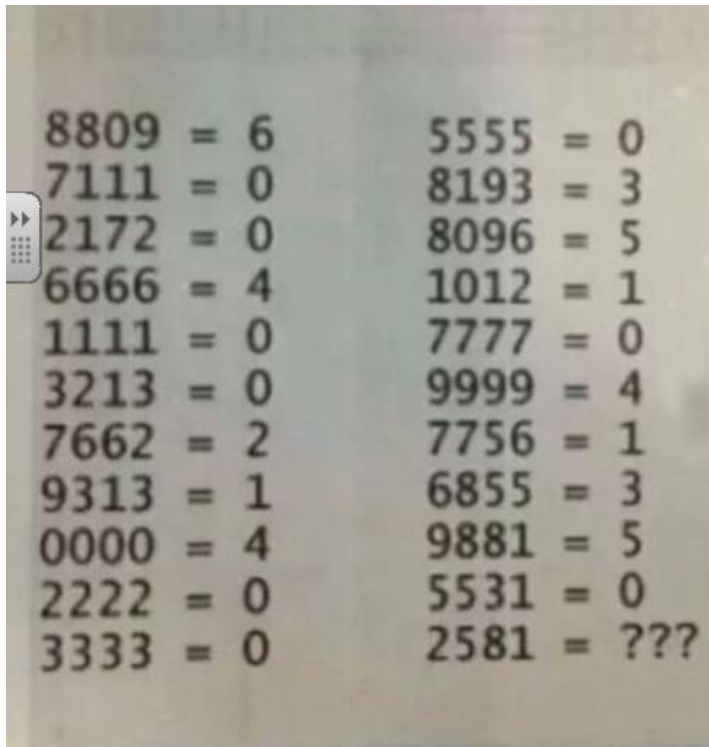 8809 = 6
7111 = 0
2172 = 0
6666 = 4
1111 = 0
3213 = 0
7662 = 2
9313 = 1
0000 = 4
2222 = 0
3333 = 0
5555 = 0
8193 = 3
8096 = 5
1012 = 1
7777 = 0
9999 = 4
7756 = 1
6855 = 3
9881 = 5
5531 = 0
2581 = ???